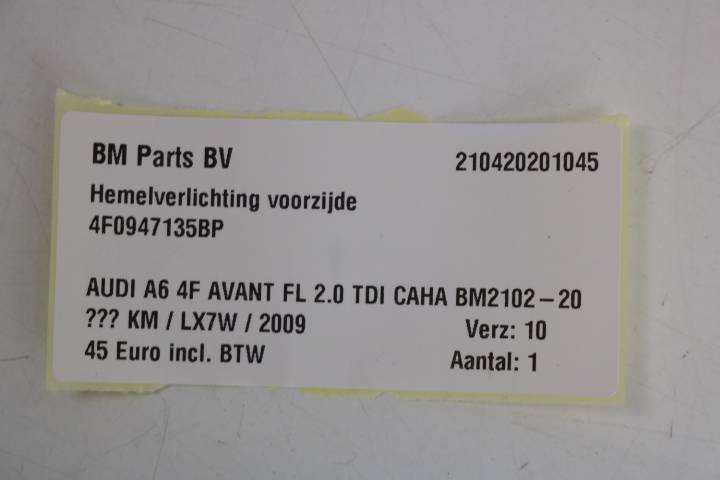 BM Parts BV 210420201045
Hemelverlichting voorzijde
4F0947135BP
AUDI A6 4F AVANT FL 2.0 TDI CAHA BM2102-20
??? KM / LX7W / 2009 Verz: 10
45 Euro incl. BTW Aantal: 1